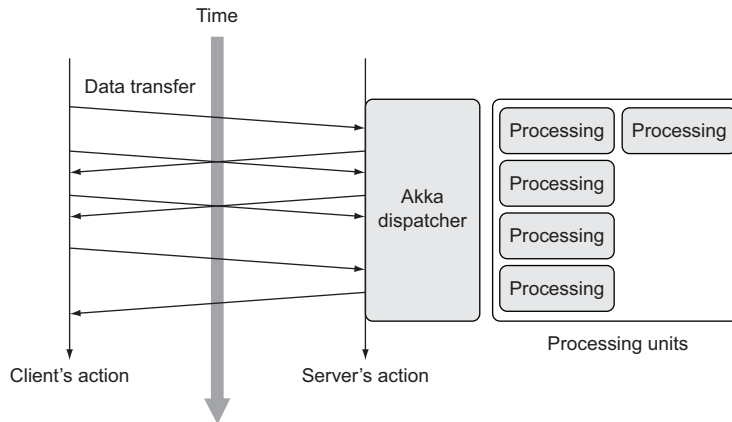 Time
Data transfer
Processing
Processing
Processing
Akka
dispatcher
Processing
Processing
Processing units
Client's action
Server's action